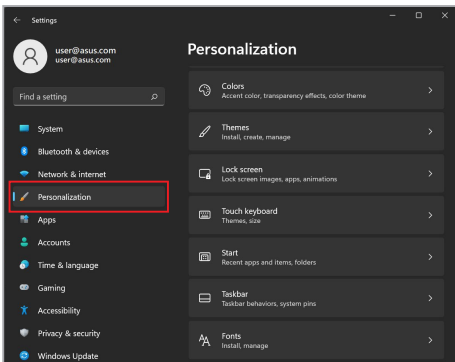 Settings
user@asus.com
user@asus.com
Find a setting
System
Bluetooth & devices
Network & internet
Personalization
Apps
Accounts
Time & language
Gaming
Accessibility
Privacy & security
Windows Update
Personalization
Colors
Accent color, transparency effects, color theme
Themes
Install, create, manage
Lock screen
Lock screen images, apps, animations
Touch keyboard
Themes, size
Start
Recent apps and items, folders
Taskbar
Taskbar behaviors, system pins
Fonts
Install, manage